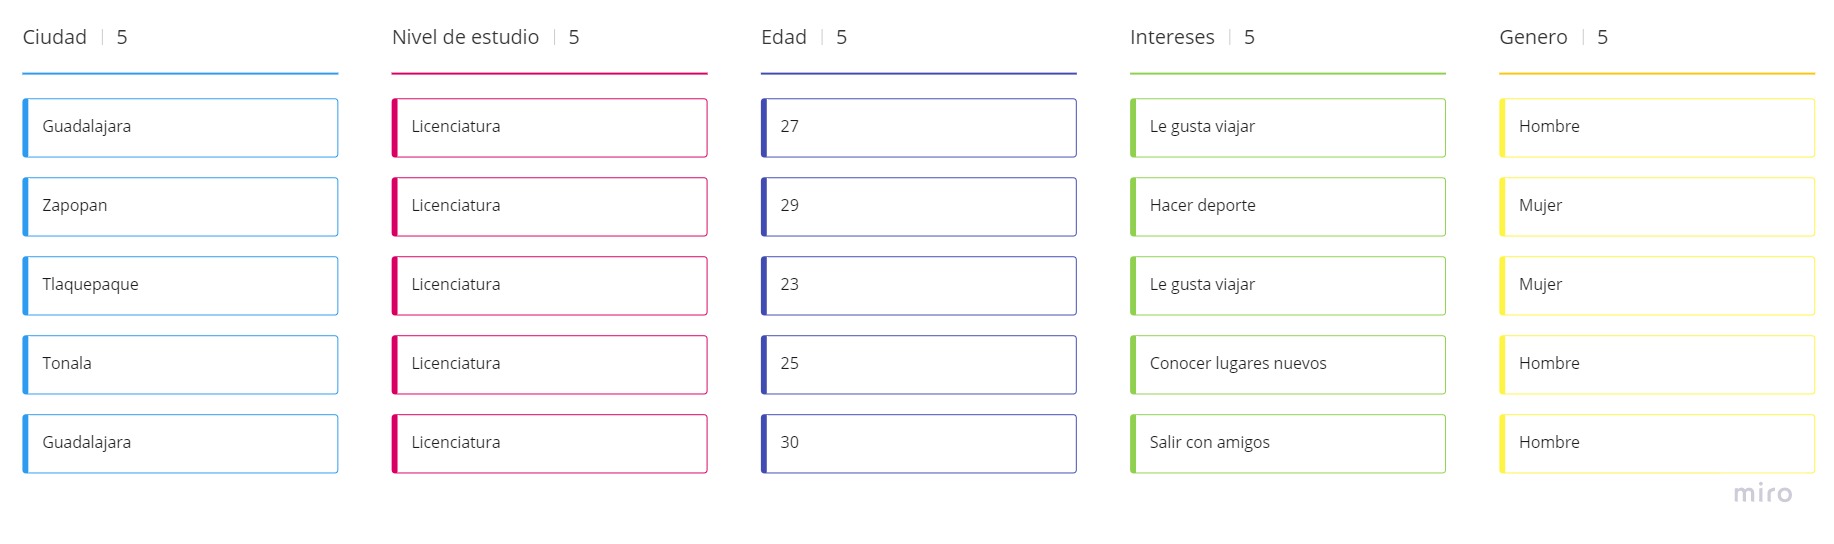 Ciudad | 5
Nivel de estudio | 5
Edad | 5
Intereses | 5
Genero | 5
Guadalajara
Licenciatura
27
Le gusta viajar
Hombre
Zapopan
Licenciatura
29
Hacer deporte
Mujer
Tlaquepaque
Licenciatura
23
Le gusta viajar
Mujer
Tonala
Licenciatura
25
Conocer lugares nuevos
Hombre
Guadalajara
Licenciatura
30
Salir con amigos
Hombre
miro